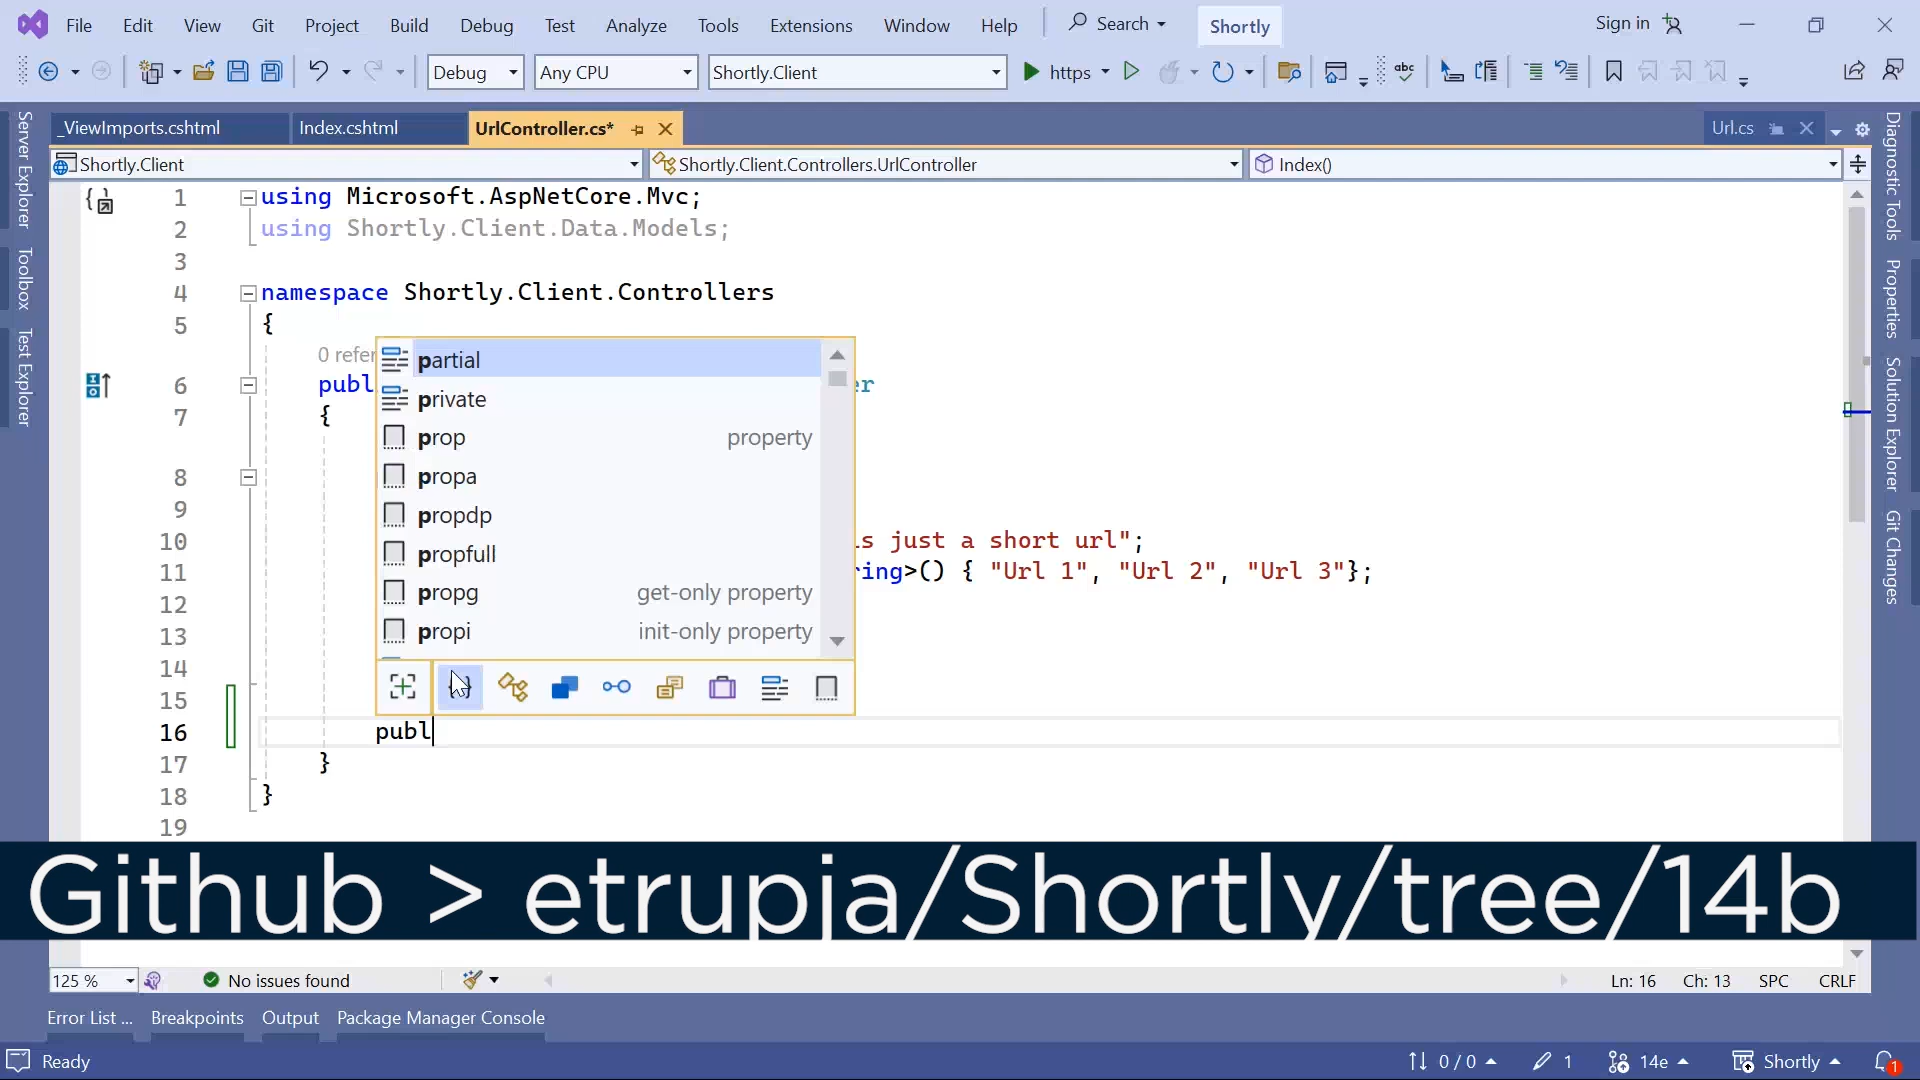 File Edit View Git Project Build Debug Test Analyze Tools Extensions Window Help Search Shortly Sign in
Debug Any CPU Shortly.Client https abc
_ViewImports.cshtml Index.cshtml UrlController.cs* Url.cs
Shortly.Client Shortly.Client.Controllers.UrlController Index()
Server Explorer
Toolbox
Test Explorer
1 using Microsoft.AspNetCore.Mvc;
2 using Shortly.Client.Data.Models;
3
4 namespace Shortly.Client.Controllers
5 {
0 refer
6 publ er
7 {
8
9
10 is just a short url";
11 ring>() { "Url 1", "Url 2", "Url 3"};
12
13
14
15
16 publ
17 }
18 }
19
partial
private
prop property
propa
propdp
propfull
propg get-only property
propi init-only property
Diagnostic Tools
Properties
Solution Explorer
Git Changes
Github > etrupja/Shortly/tree/14b
125 % No issues found Ln: 16 Ch: 13 SPC CRLF
Error List ... Breakpoints Output Package Manager Console
Ready 0 / 0 1 14e Shortly 1